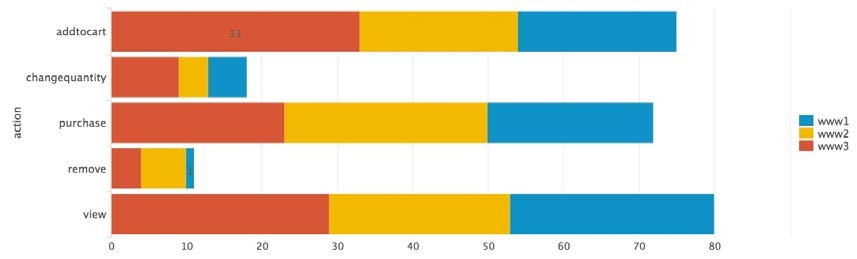 addtocart
33
changequantity
purchase
remove
view
action
0 10 20 30 40 50 60 70 80
www1
www2
www3